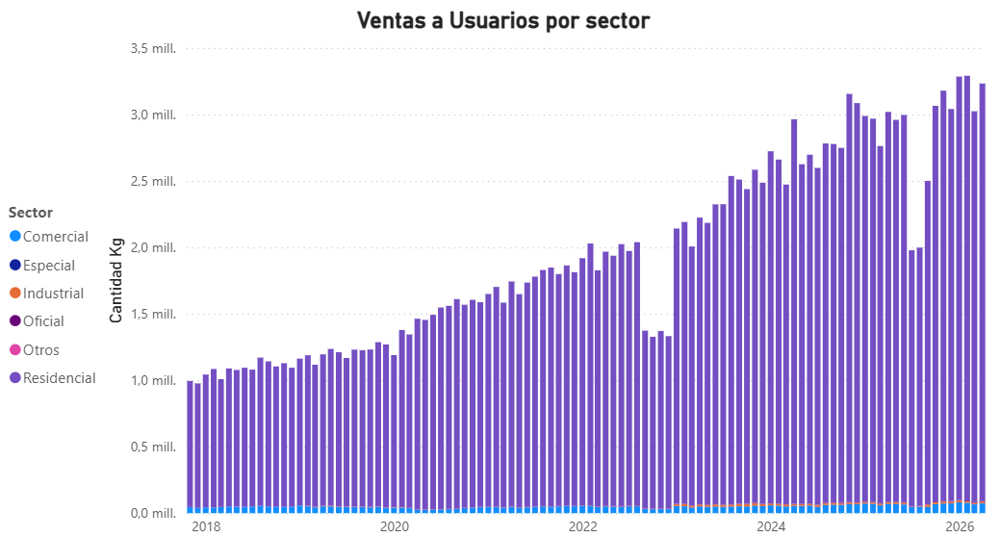 Ventas a Usuarios por sector
3,5 mill.
3,0 mill.
2,5 mill.
2,0 mill.
1,5 mill.
1,0 mill.
0,5 mill.
0,0 mill.
Cantidad Kg
Sector
Comercial
Especial
Industrial
Oficial
Otros
Residencial
2018 2020 2022 2024 2026